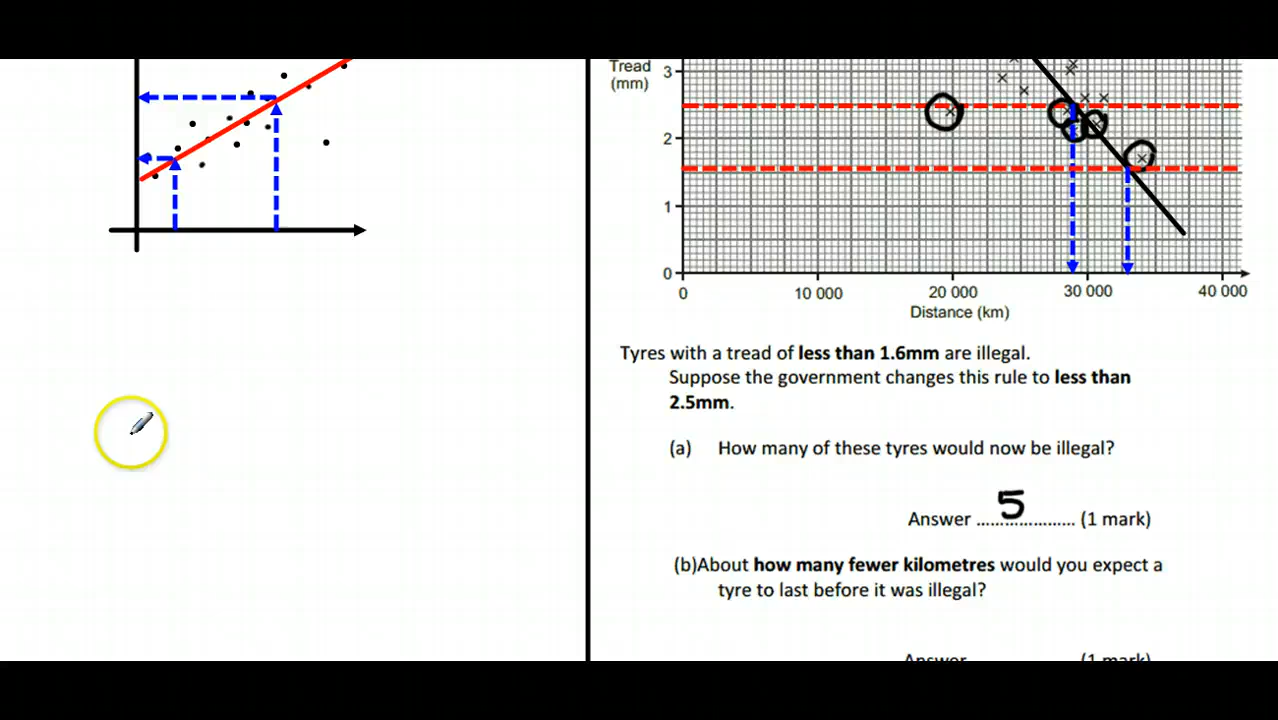 Tread
(mm)
3
2
1
0
0 10 000 20 000 30 000 40 000
Distance (km)
Tyres with a tread of less than 1.6mm are illegal.
Suppose the government changes this rule to less than
2.5mm.
(a) How many of these tyres would now be illegal?
5
Answer ...................... (1 mark)
(b)About how many fewer kilometres would you expect a
tyre to last before it was illegal?
Answer (1 mark)